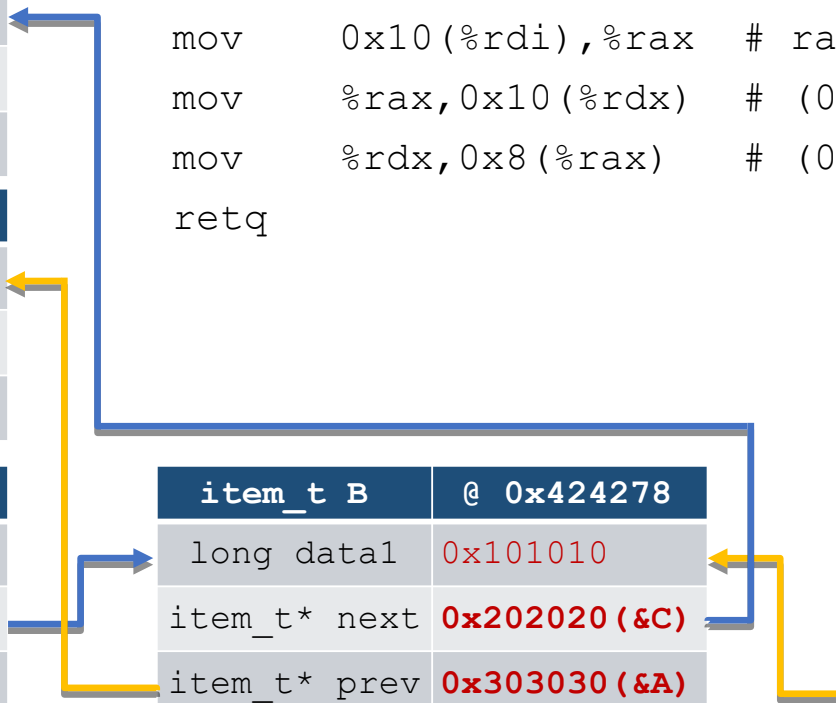 mov 0x10(%rdi),%rax # ra
mov %rax,0x10(%rdx) # (0
mov %rdx,0x8(%rax) # (0
retq
item_t B @ 0x424278
long data1 0x101010
item_t* next 0x202020(&C)
item_t* prev 0x303030(&A)